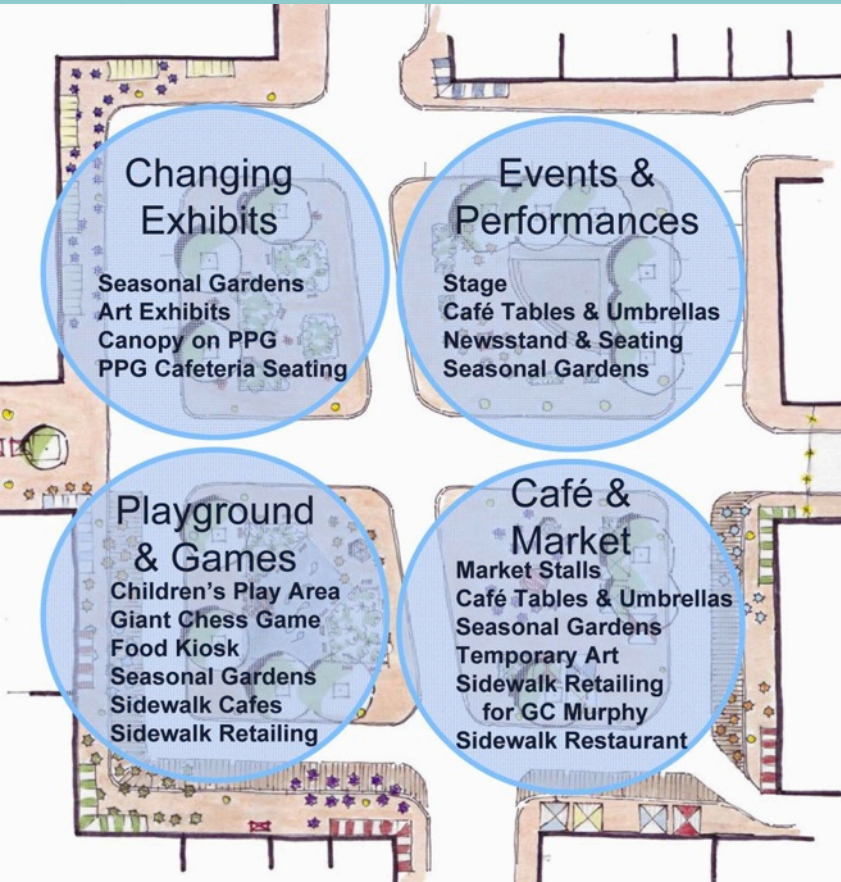 Changing
Exhibits
Seasonal Gardens
Art Exhibits
Canopy on PPG
PPG Cafeteria Seating
Events &
Performances
Stage
Café Tables & Umbrellas
Newsstand & Seating
Seasonal Gardens
Playground
& Games
Children's Play Area
Giant Chess Game
Food Kiosk
Seasonal Gardens
Sidewalk Cafes
Sidewalk Retailing
Café &
Market
Market Stalls
Café Tables & Umbrellas
Seasonal Gardens
Temporary Art
Sidewalk Retailing
for GC Murphy
Sidewalk Restaurant